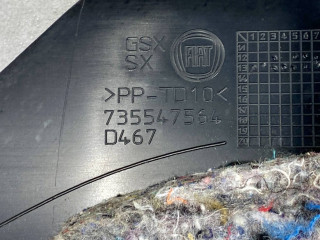 GSX
SX
FIAT
>PP-TD10<
735547564
D467